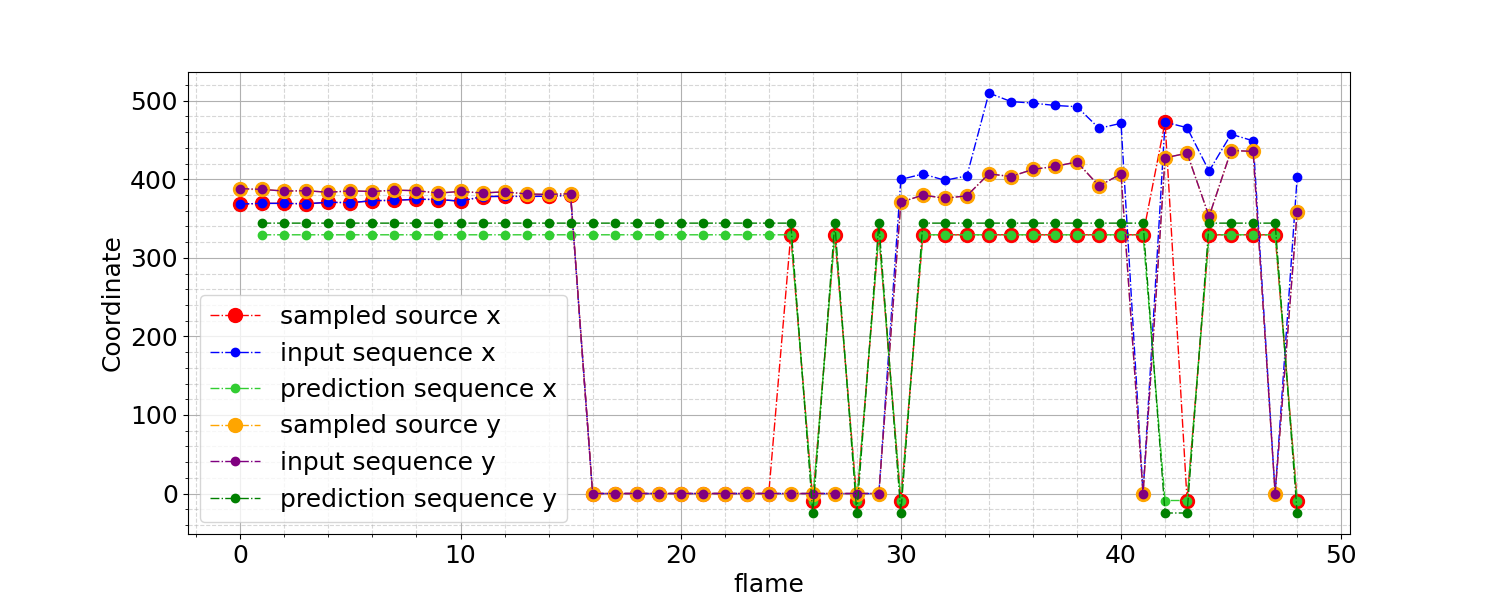 500
400
300
200
100
0
Coordinate
sampled source x
input sequence x
prediction sequence x
sampled source y
input sequence y
prediction sequence y
0 10 20 30 40 50
flame